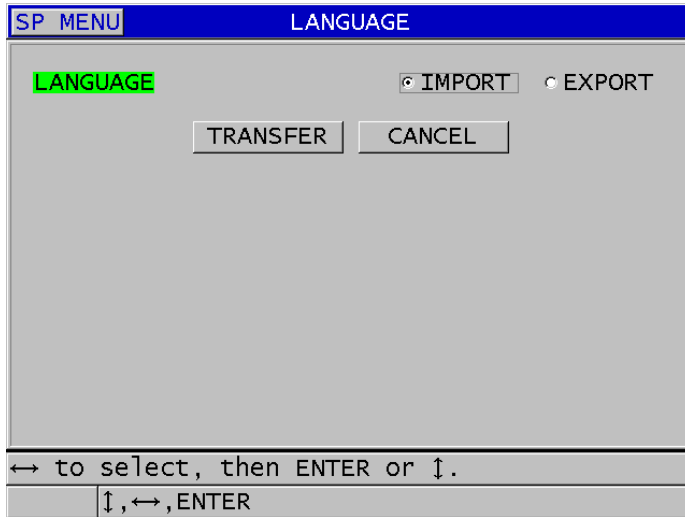 SP MENU LANGUAGE
LANGUAGE IMPORT EXPORT
TRANSFER CANCEL
↔ to select, then ENTER or ↕.
↕,↔,ENTER